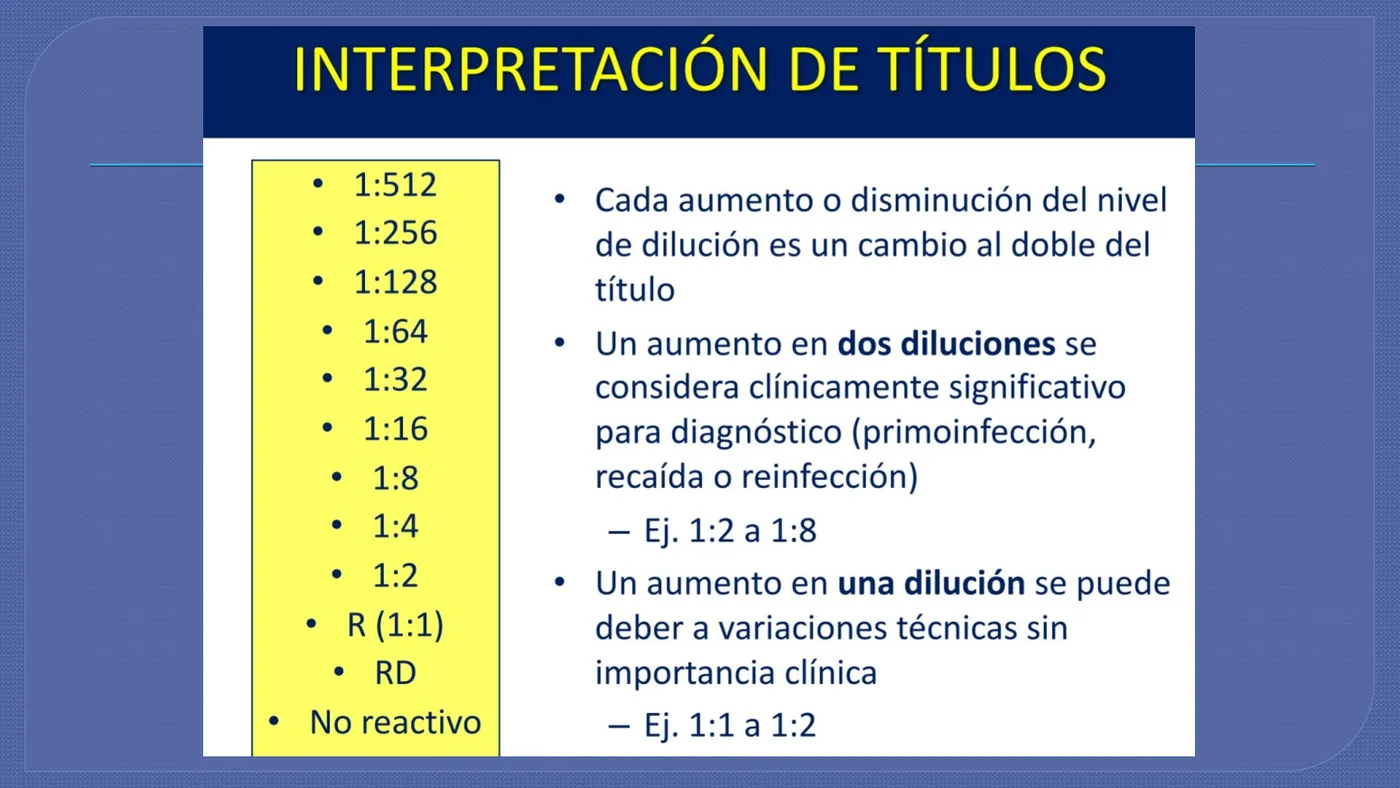 INTERPRETACIÓN DE TÍTULOS
• 1:512
• 1:256
• 1:128
• 1:64
• 1:32
• 1:16
• 1:8
• 1:4
• 1:2
• R (1:1)
• RD
• No reactivo
• Cada aumento o disminución del nivel
de dilución es un cambio al doble del
título
• Un aumento en dos diluciones se
considera clínicamente significativo
para diagnóstico (primoinfección,
recaída o reinfección)
– Ej. 1:2 a 1:8
• Un aumento en una dilución se puede
deber a variaciones técnicas sin
importancia clínica
– Ej. 1:1 a 1:2